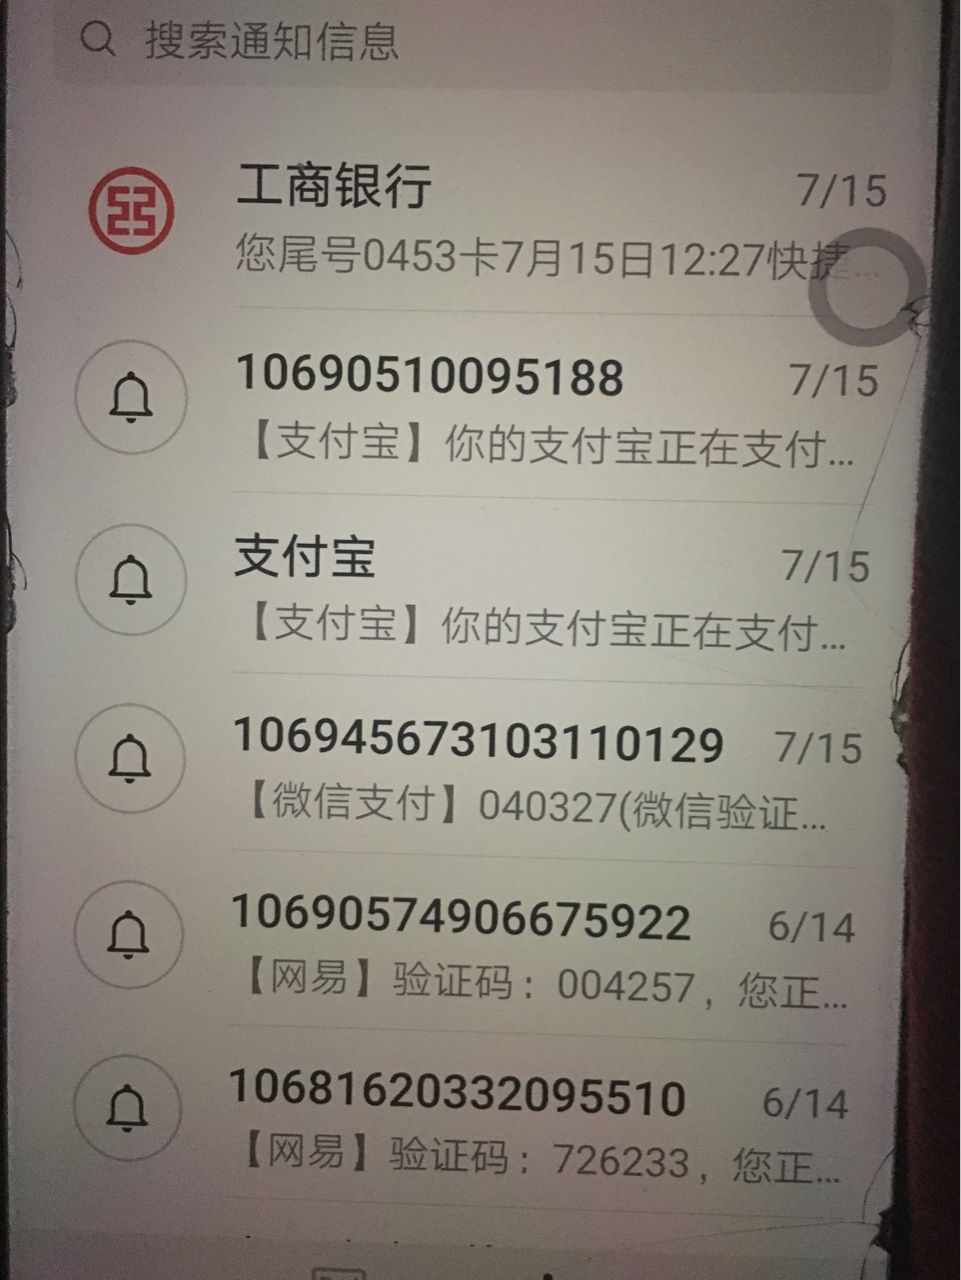 搜索通知信息
工商银行 7/15
您尾号0453卡7月15日12:27快捷...
10690510095188 7/15
【支付宝】你的支付宝正在支付...
支付宝 7/15
【支付宝】你的支付宝正在支付...
106945673103110129 7/15
【微信支付】040327(微信验证...
10690574906675922 6/14
【网易】验证码：004257，您正...
10681620332095510 6/14
【网易】验证码：726233，您正...